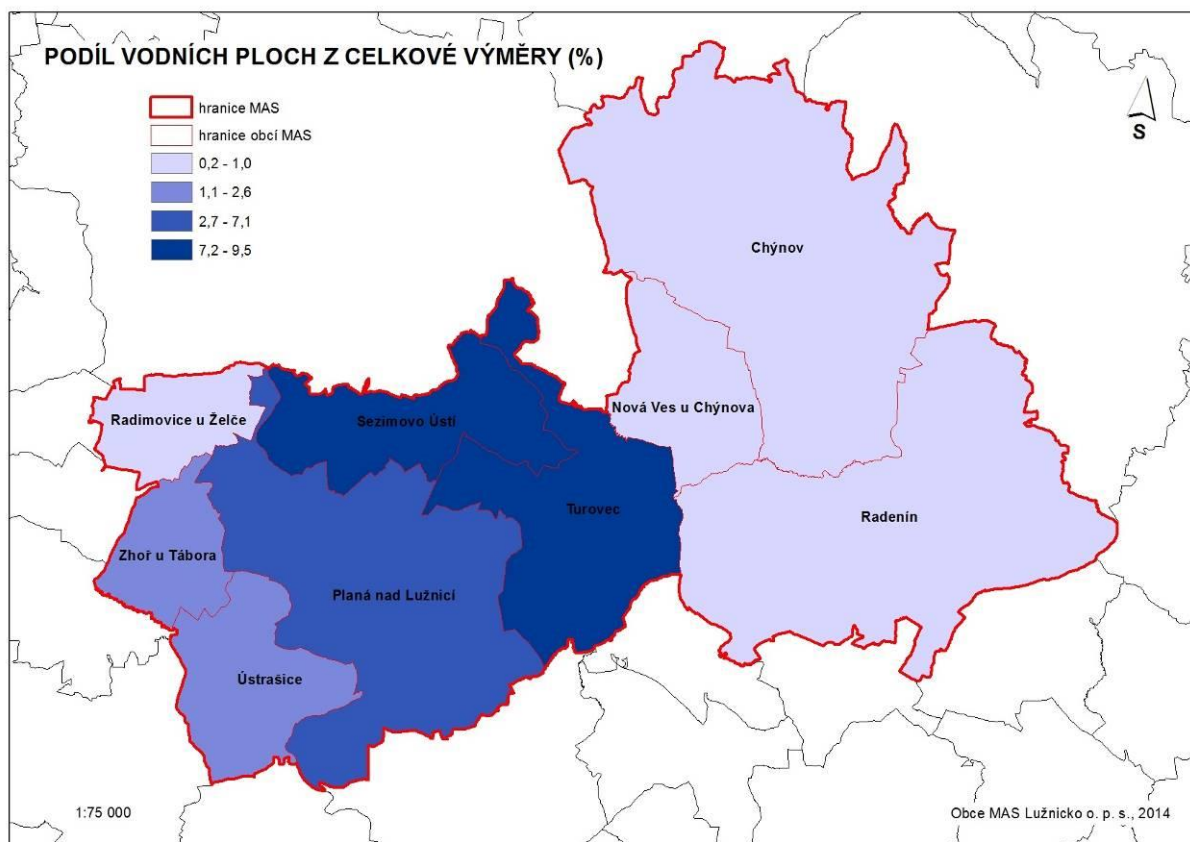 PODÍL VODNÍCH PLOCH Z CELKOVÉ VÝMĚRY (%)
hranice MAS
hranice obcí MAS
0,2 - 1,0
1,1 - 2,6
2,7 - 7,1
7,2 - 9,5
S
Chýnov
Nová Ves u Chýnova
Radimovice u Želče
Sezimovo Ústí
Turovec
Radenín
Zhoř u Tábora
Planá nad Lužnicí
Ústrašice
1:75 000
Obce MAS Lužnicko o. p. s., 2014